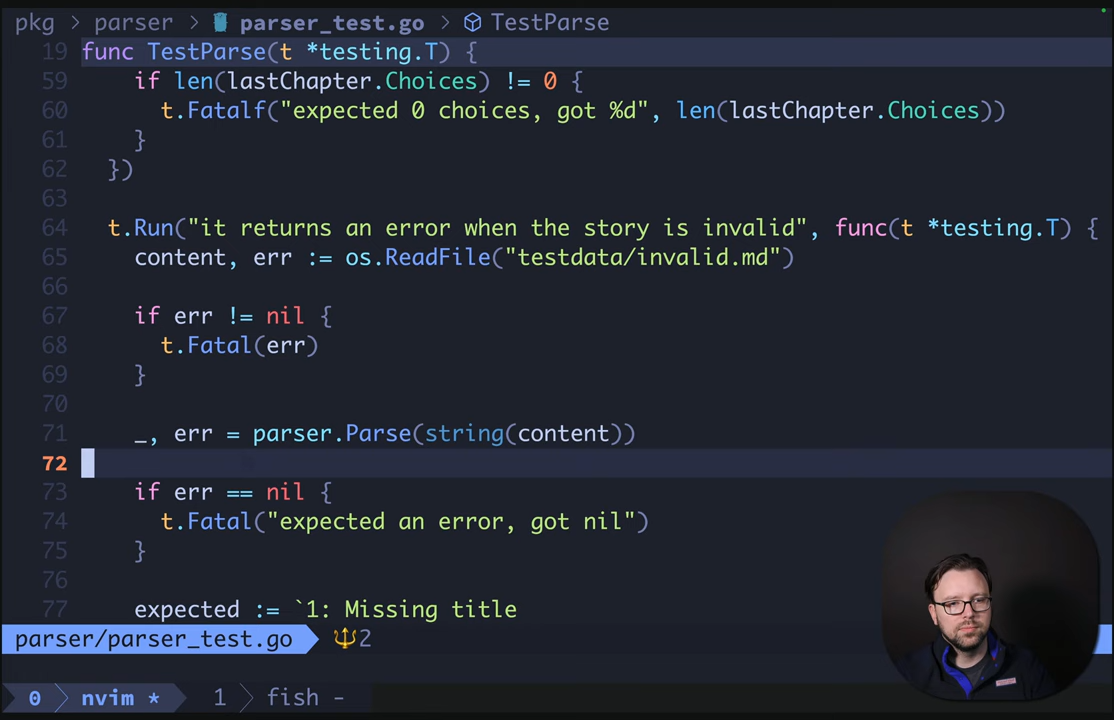 pkg > parser > parser_test.go > TestParse
19 func TestParse(t *testing.T) {
59 if len(lastChapter.Choices) != 0 {
60 t.Fatalf("expected 0 choices, got %d", len(lastChapter.Choices))
61 }
62 })
63
64 t.Run("it returns an error when the story is invalid", func(t *testing.T) {
65 content, err := os.ReadFile("testdata/invalid.md")
66
67 if err != nil {
68 t.Fatal(err)
69 }
70
71 _, err = parser.Parse(string(content))
72
73 if err == nil {
74 t.Fatal("expected an error, got nil")
75 }
76
77 expected := `1: Missing title
parser/parser_test.go 🔱2
0 > nvim * 1 > fish -